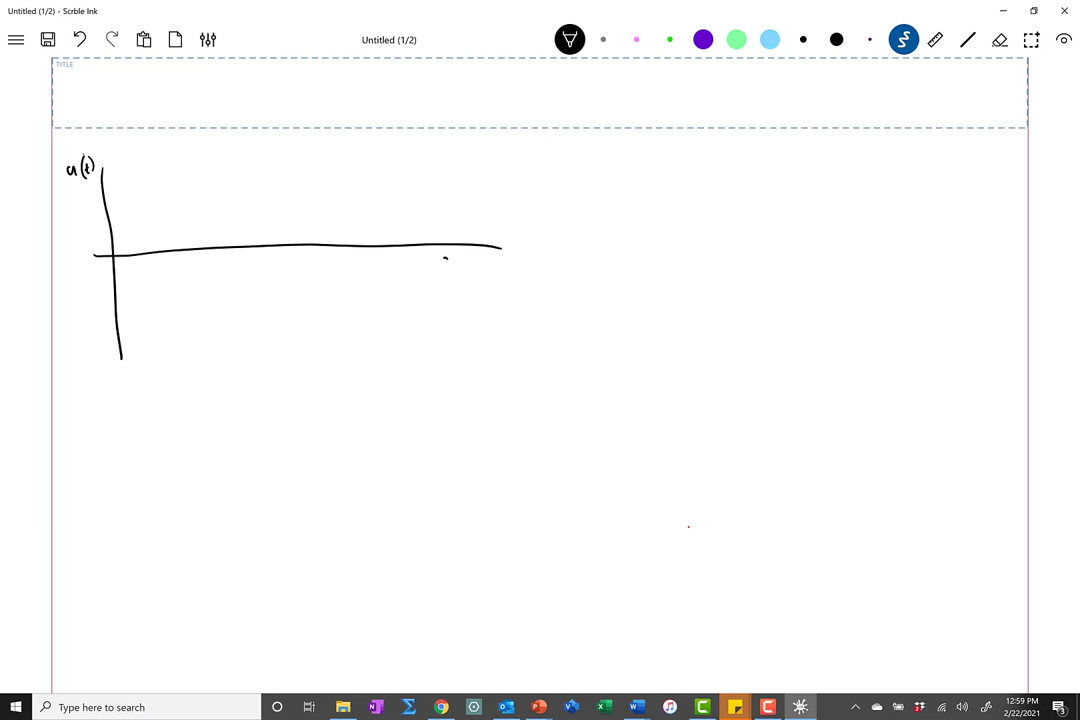 Untitled (1/2) - Scrble Ink
Untitled (1/2)
TITLE
a(t)
Type here to search
12:59 PM
2/22/2021